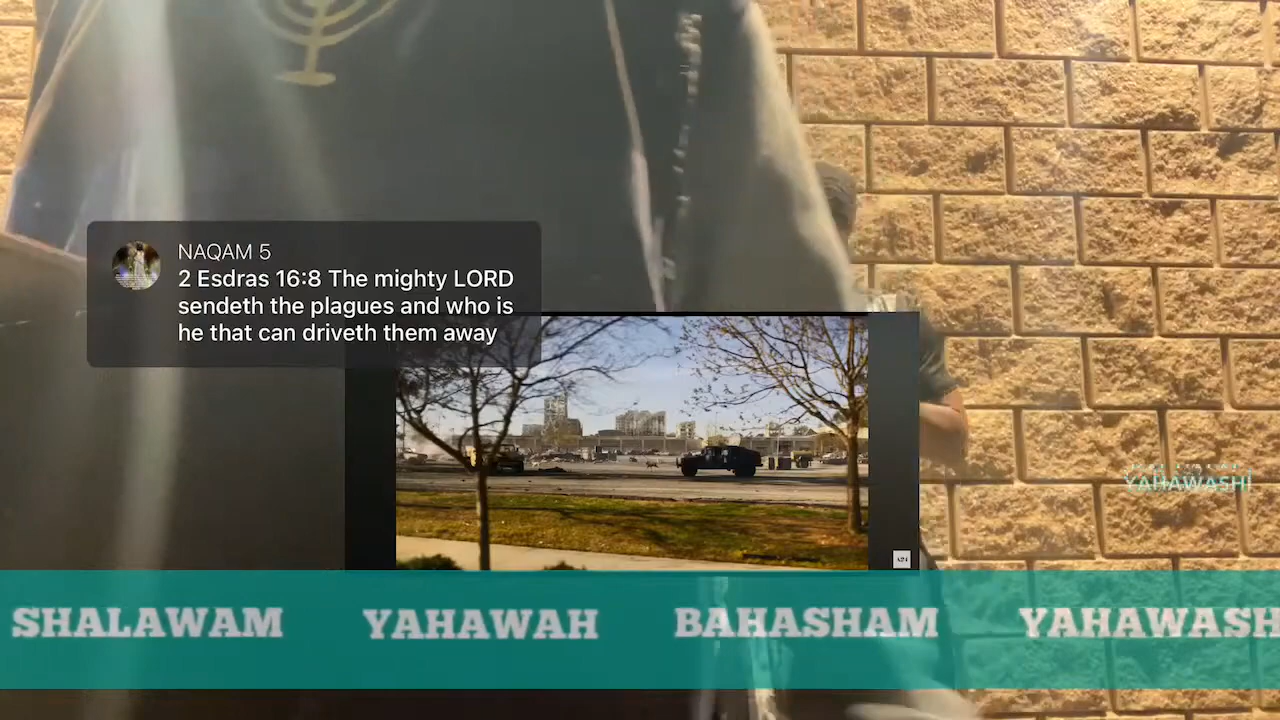 NAQAM 5
2 Esdras 16:8 The mighty LORD
sendeth the plagues and who is
he that can driveth them away
YAHAWASHI
SHALAWAM YAHAWAH BAHASHAM YAHAWASH